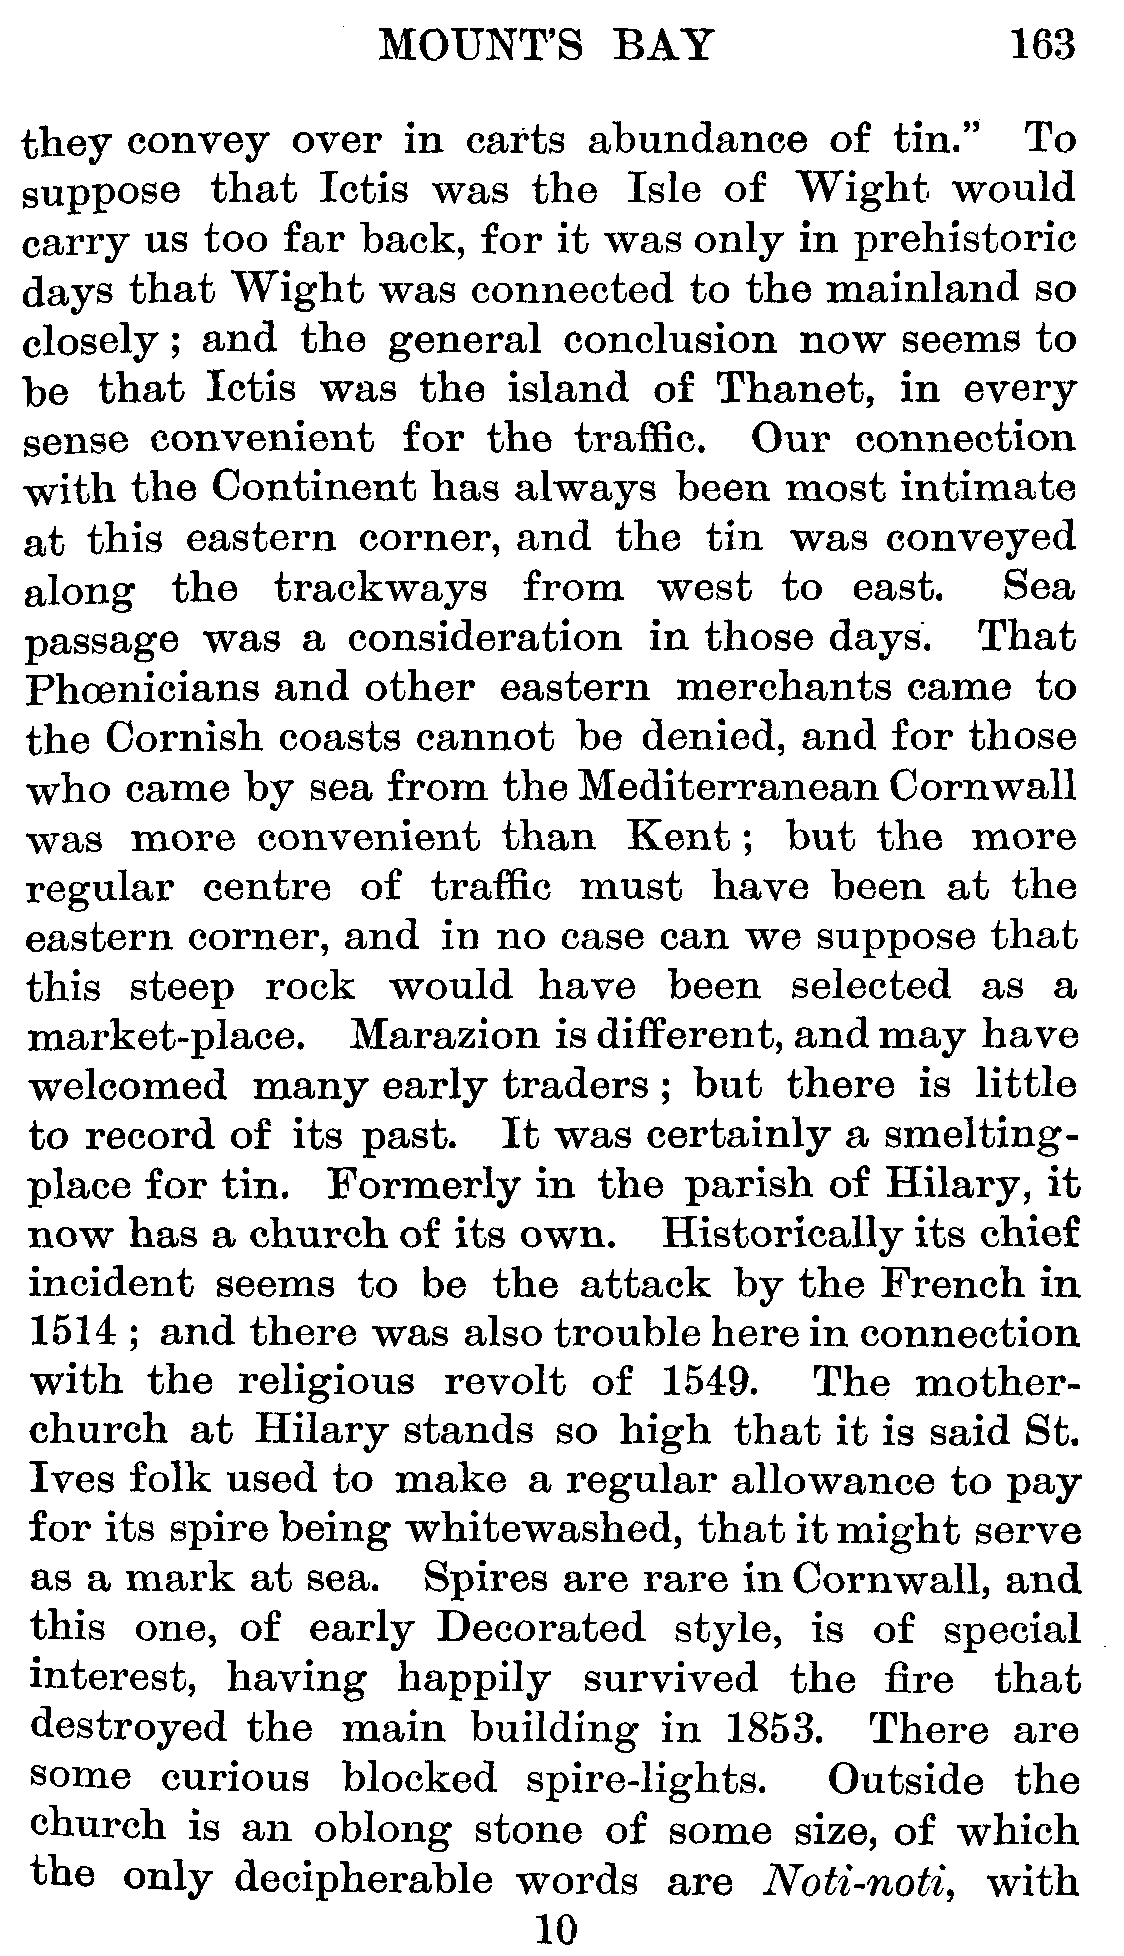 MOUNT'S BAY 163
they convey over in carts abundance of tin.” To
suppose that Ictis was the Isle of Wight would
carry us too far back, for it was only in prehistoric
days that Wight was connected to the mainland so
closely ; and the general conclusion now seems to
be that Ictis was the island of Thanet, in every
sense convenient for the traffic. Our connection
with the Continent has always been most intimate
at this eastern corner, and the tin was conveyed
along the trackways from west to east. Sea
passage was a consideration in those days. That
Phœnicians and other eastern merchants came to
the Cornish coasts cannot be denied, and for those
who came by sea from the Mediterranean Cornwall
was more convenient than Kent ; but the more
regular centre of traffic must have been at the
eastern corner, and in no case can we suppose that
this steep rock would have been selected as a
market-place. Marazion is different, and may have
welcomed many early traders ; but there is little
to record of its past. It was certainly a smelting-
place for tin. Formerly in the parish of Hilary, it
now has a church of its own. Historically its chief
incident seems to be the attack by the French in
1514 ; and there was also trouble here in connection
with the religious revolt of 1549. The mother-
church at Hilary stands so high that it is said St.
Ives folk used to make a regular allowance to pay
for its spire being whitewashed, that it might serve
as a mark at sea. Spires are rare in Cornwall, and
this one, of early Decorated style, is of special
interest, having happily survived the fire that
destroyed the main building in 1853. There are
some curious blocked spire-lights. Outside the
church is an oblong stone of some size, of which
the only decipherable words are Noti-noti, with
10